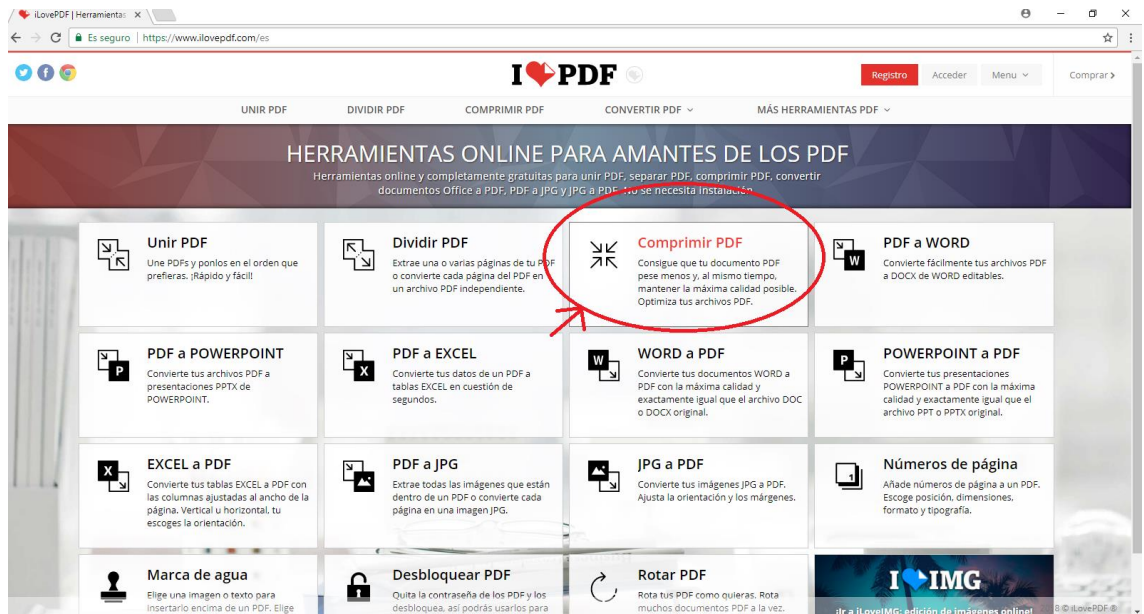 iLovePDF | Herramientas
Es seguro | https://www.ilovepdf.com/es
I PDF
Registro Acceder Menu Comprar
UNIR PDF DIVIDIR PDF COMPRIMIR PDF CONVERTIR PDF MÁS HERRAMIENTAS PDF
HERRAMIENTAS ONLINE PARA AMANTES DE LOS PDF
Herramientas online y completamente gratuitas para unir PDF, separar PDF, comprimir PDF, convertir
documentos Office a PDF, PDF a JPG y JPG a PDF. No se necesita instalación.
Unir PDF
Une PDFs y ponlos en el orden que
prefieras. ¡Rápido y fácil!
Dividir PDF
Extrae una o varias páginas de tu PDF
o convierte cada página del PDF en
un archivo PDF independiente.
Comprimir PDF
Consigue que tu documento PDF
pese menos y, al mismo tiempo,
mantener la máxima calidad posible.
Optimiza tus archivos PDF.
PDF a WORD
W
Convierte fácilmente tus archivos PDF
a DOCX de WORD editables.
PDF a POWERPOINT
P
Convierte tus archivos PDF a
presentaciones PPTX de
POWERPOINT.
PDF a EXCEL
X
Convierte tus datos de un PDF a
tablas EXCEL en cuestión de
segundos.
WORD a PDF
W
Convierte tus documentos WORD a
PDF con la máxima calidad y
exactamente igual que el archivo DOC
o DOCX original.
POWERPOINT a PDF
P
Convierte tus presentaciones
POWERPOINT a PDF con la máxima
calidad y exactamente igual que el
archivo PPT o PPTX original.
EXCEL a PDF
X
Convierte tus tablas EXCEL a PDF con
las columnas ajustadas al ancho de la
página. Vertical u horizontal, tu
escoges la orientación.
PDF a JPG
Extrae todas las imágenes que están
dentro de un PDF o convierte cada
página en una imagen JPG.
JPG a PDF
Convierte tus imágenes JPG a PDF.
Ajusta la orientación y los márgenes.
Números de página
1
Añade números de página a un PDF.
Escoge posición, dimensiones,
formato y tipografía.
Marca de agua
Elige una imagen o texto para
insertarlo encima de un PDF. Elige
Desbloquear PDF
Quita la contraseña de los PDF y los
desbloquea, así podrás usarlos para
Rotar PDF
Rota tus PDF como quieras. Rota
muchos documentos PDF a la vez.
I IMG
¡Ir a iLoveIMG: edición de imágenes online!
8 © iLovePDF ®